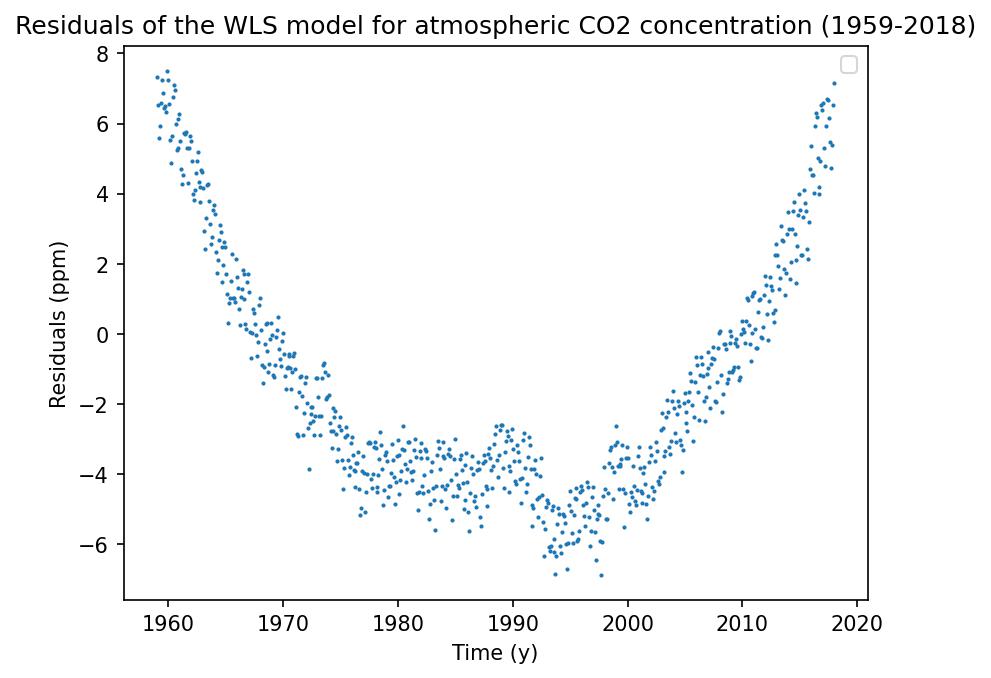 Residuals of the WLS model for atmospheric CO2 concentration (1959-2018)
8
6
4
2
0
−2
−4
−6
Residuals (ppm)
1960 1970 1980 1990 2000 2010 2020
Time (y)